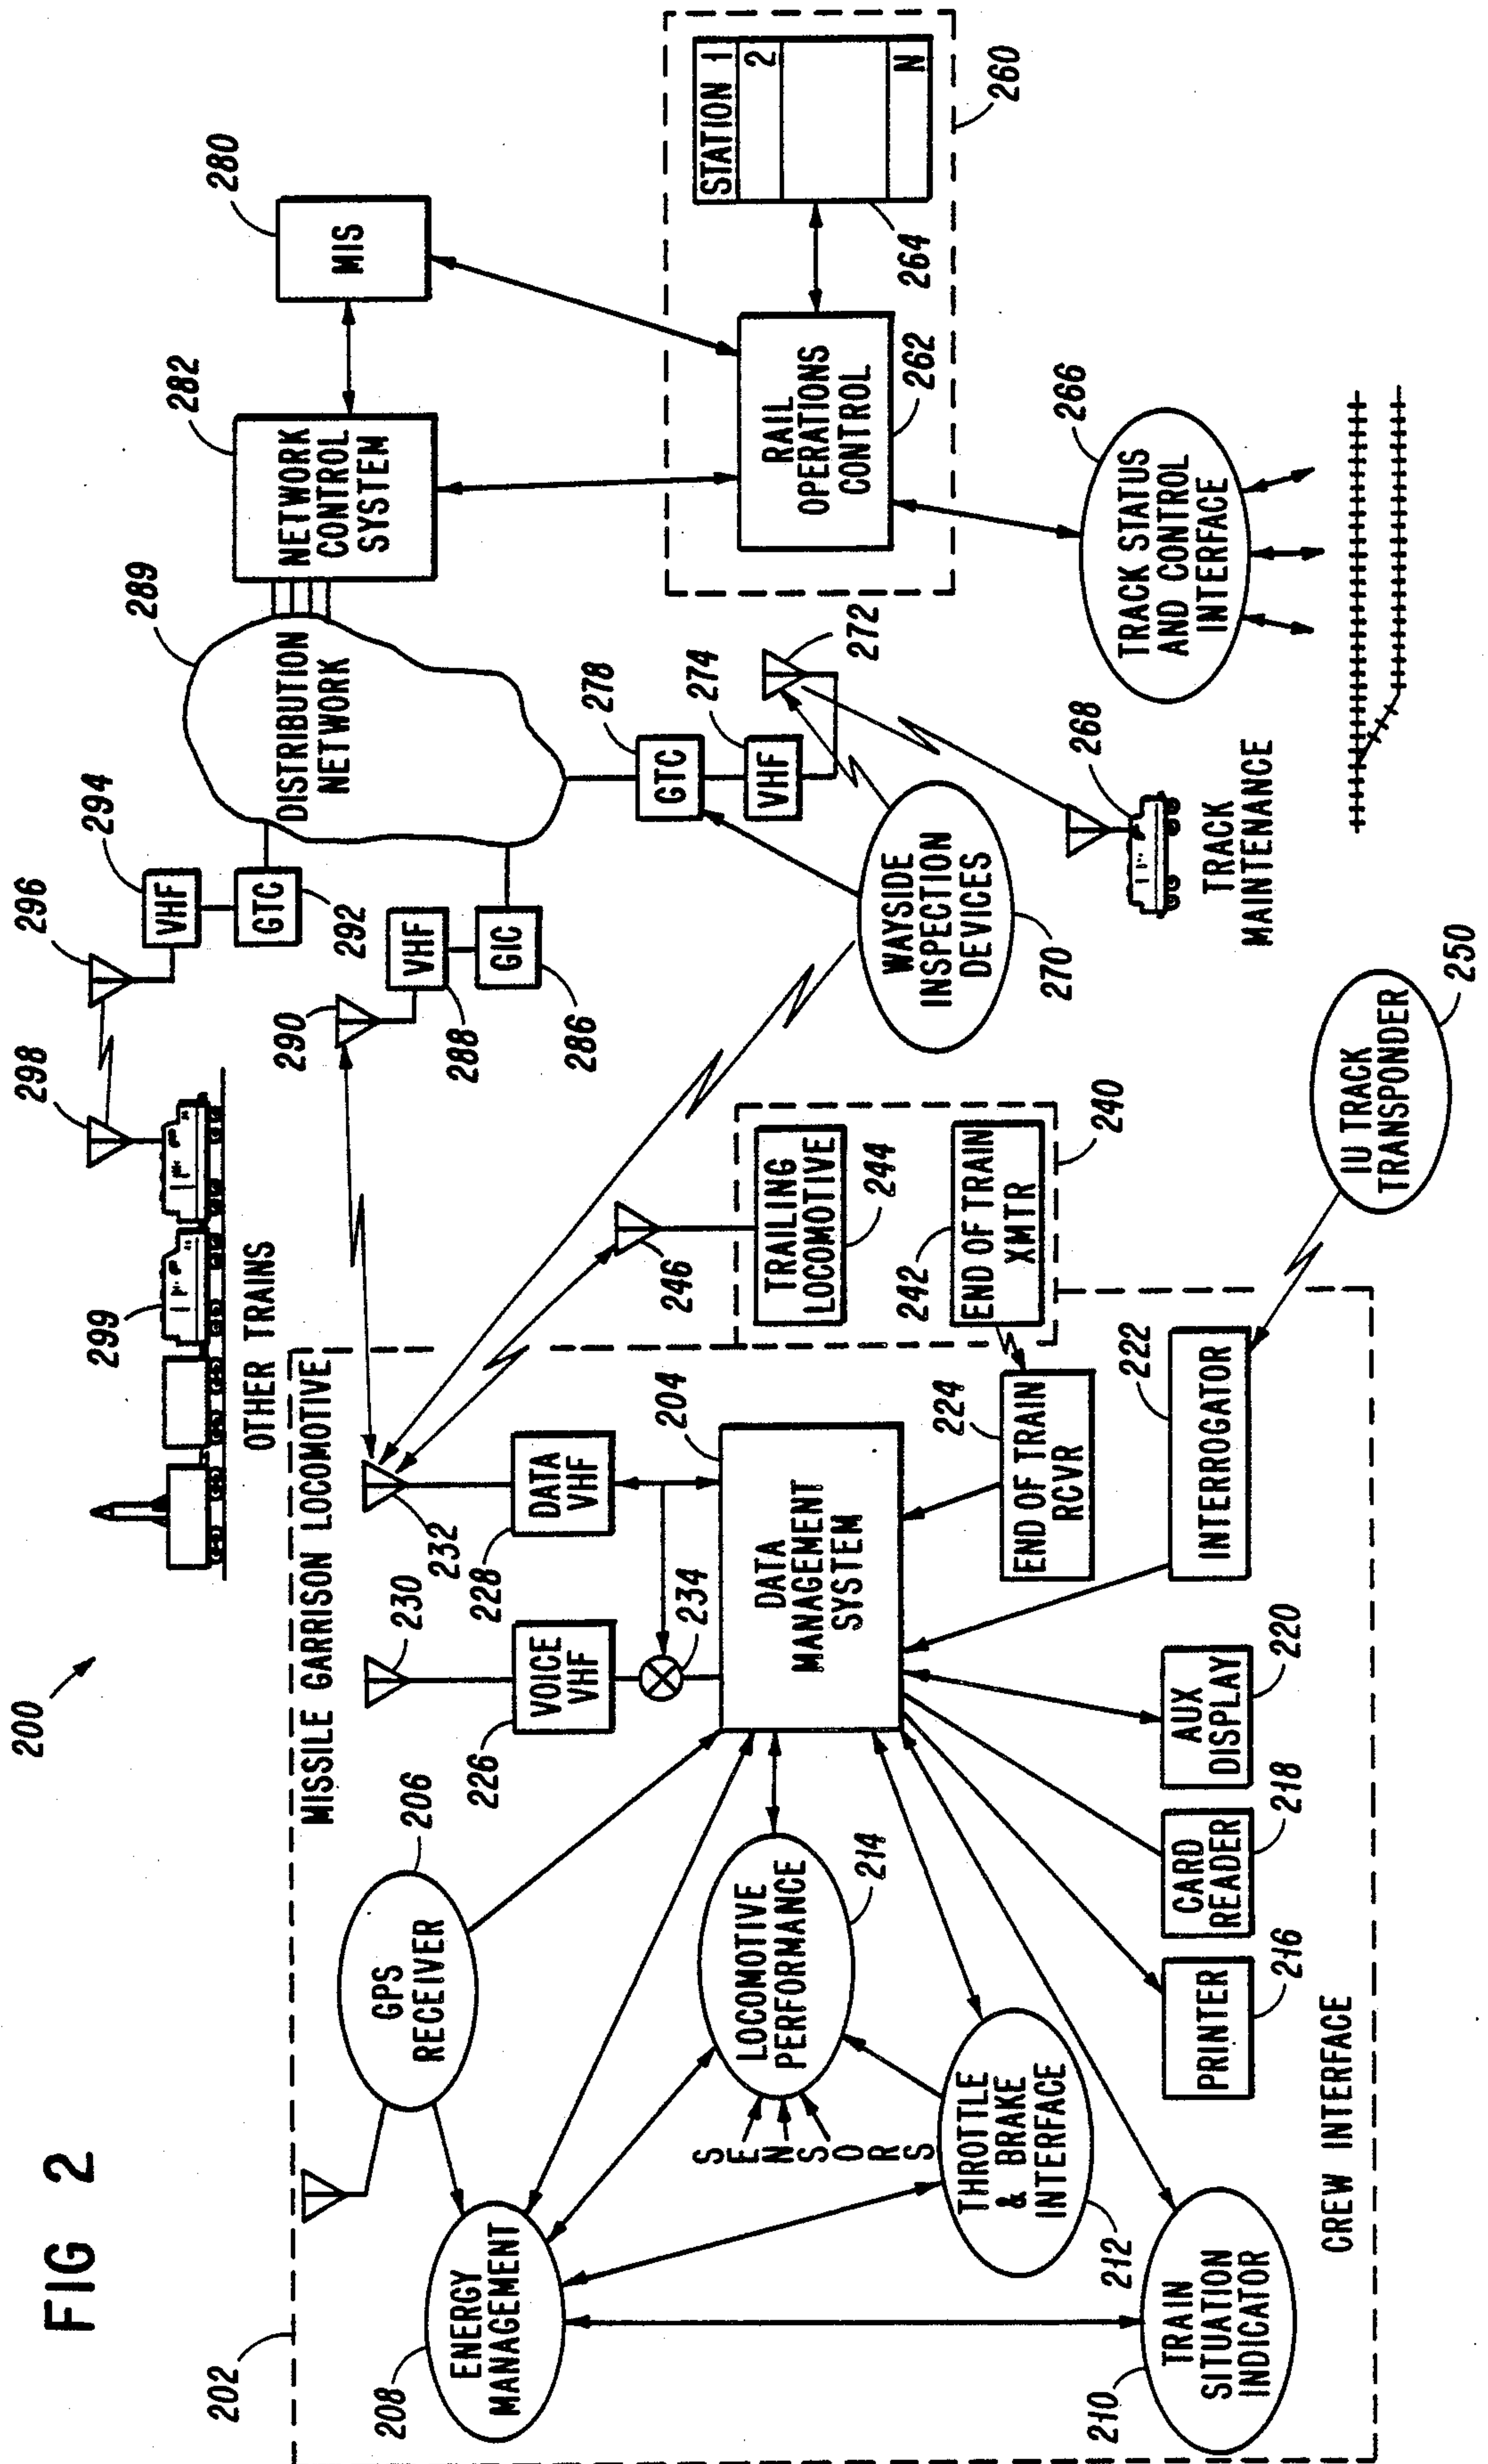 FIG 2
200
202
MISSILE GARRISON LOCOMOTIVE
GPS
RECEIVER
206
ENERGY
MANAGEMENT
208
LOCOMOTIVE
PERFORMANCE
214
SENSORS
THROTTLE
& BRAKE
INTERFACE
212
TRAIN
SITUATION
INDICATOR
210
CREW INTERFACE
PRINTER
216
CARD
READER
218
AUX
DISPLAY
220
VOICE
VHF
226
230
DATA
VHF
228
232
234
DATA
MANAGEMENT
SYSTEM
204
END OF TRAIN
RCVR
224
INTERROGATOR
222
299
OTHER TRAINS
298
296
VHF
294
GTC
292
290
VHF
288
GIC
286
246
TRAILING
LOCOMOTIVE
244
END OF TRAIN
XMTR
242
240
IU TRACK
TRANSPONDER
250
WAYSIDE
INSPECTION
DEVICES
270
TRACK
MAINTENANCE
268
DISTRIBUTION
NETWORK
289
GTC
278
VHF
274
272
NETWORK
CONTROL
SYSTEM
282
MIS
280
RAIL
OPERATIONS
CONTROL
262
STATION 1
2
N
264
260
TRACK STATUS
AND CONTROL
INTERFACE
266